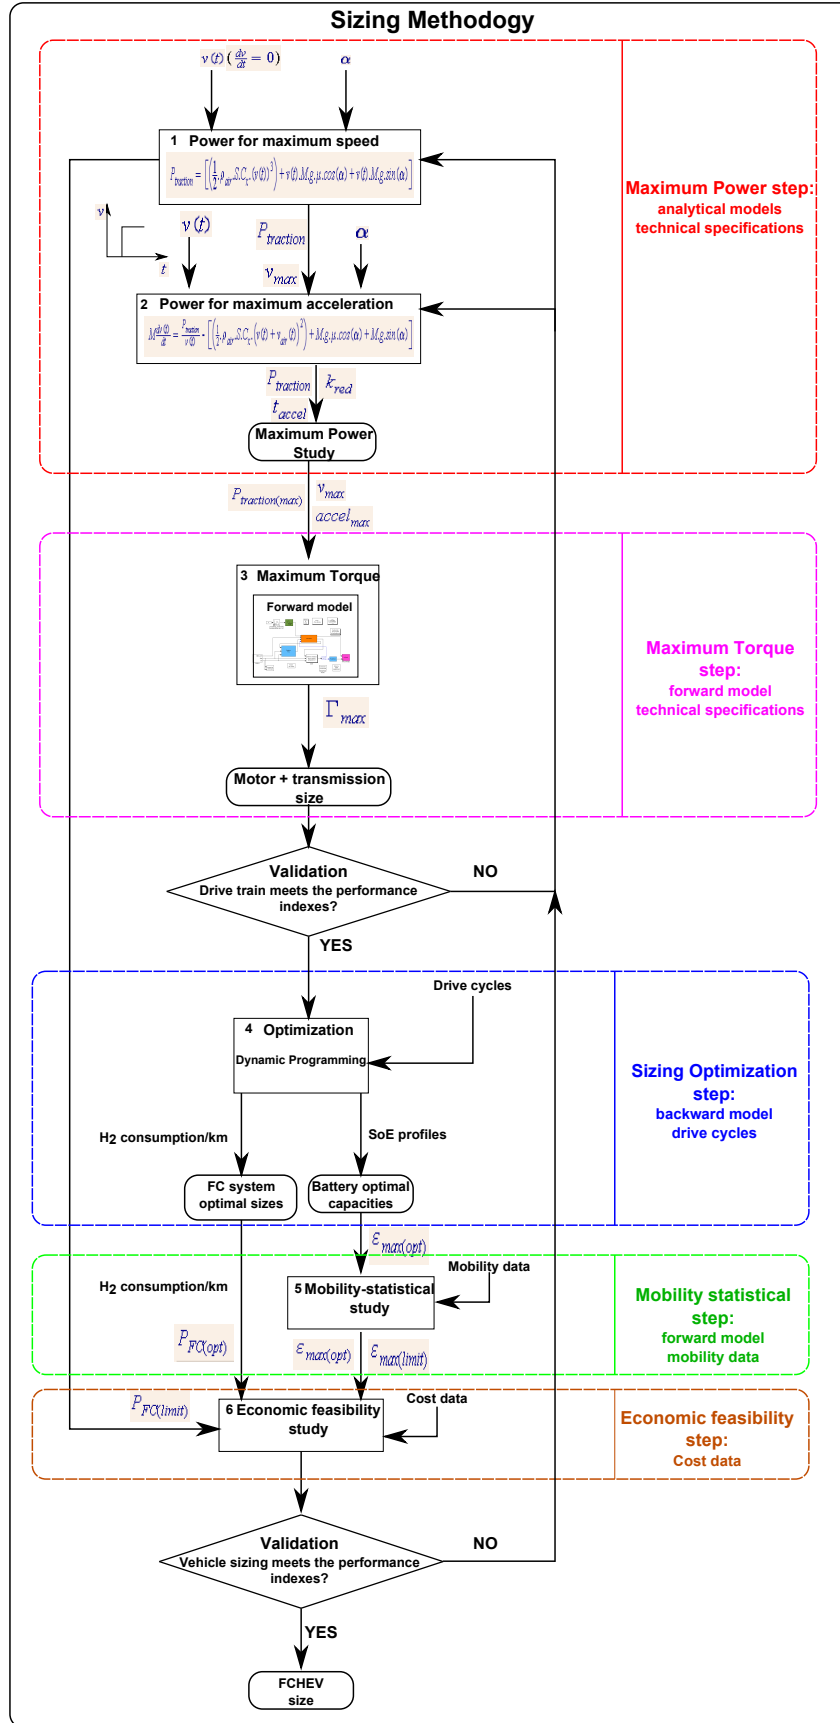 Sizing Methodogy
v(t) (dv/dt = 0)
α
1 Power for maximum speed
P_traction = [((1/2).ρ_air.S.C_x.(v(t))^3) + v(t).M.g.μ.cos(α) + v(t).M.g.sin(α)]
Maximum Power step:
analytical models
technical specifications
v
t
v(t)
P_traction
α
v_max
2 Power for maximum acceleration
M dv(t)/dt = P_traction/v(t) - [((1/2).ρ_air.S.C_x.(v(t) + v_air(t))^2) + M.g.μ.cos(α) + M.g.sin(α)]
P_traction
k_red
t_accel
Maximum Power
Study
P_traction(max)
v_max
accel_max
3 Maximum Torque
Forward model
Maximum Torque
step:
forward model
technical specifications
Γ_max
Motor + transmission
size
Validation
Drive train meets the performance
indexes?
NO
YES
Drive cycles
4 Optimization
Dynamic Programming
Sizing Optimization
step:
backward model
drive cycles
H2 consumption/km
SoE profiles
FC system
optimal sizes
Battery optimal
capacities
ε_max(opt)
Mobility data
H2 consumption/km
5 Mobility-statistical
study
Mobility statistical
step:
forward model
mobility data
P_FC(opt)
ε_max(opt)
ε_max(limit)
P_FC(limit)
Cost data
6 Economic feasibility
study
Economic feasibility
step:
Cost data
Validation
Vehicle sizing meets the performance
indexes?
NO
YES
FCHEV
size